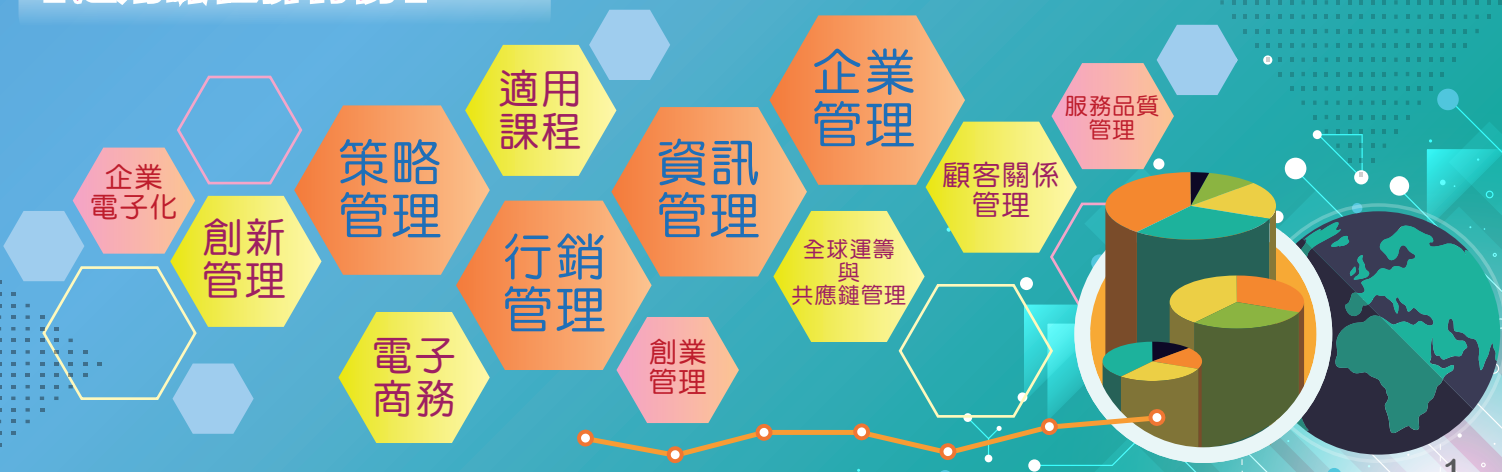 適用
課程
企業
管理
服務品質
管理
策略
管理
資訊
管理
企業
電子化
顧客關係
管理
創新
管理
行銷
管理
全球運籌
與
共應鏈管理
電子
商務
創業
管理
1